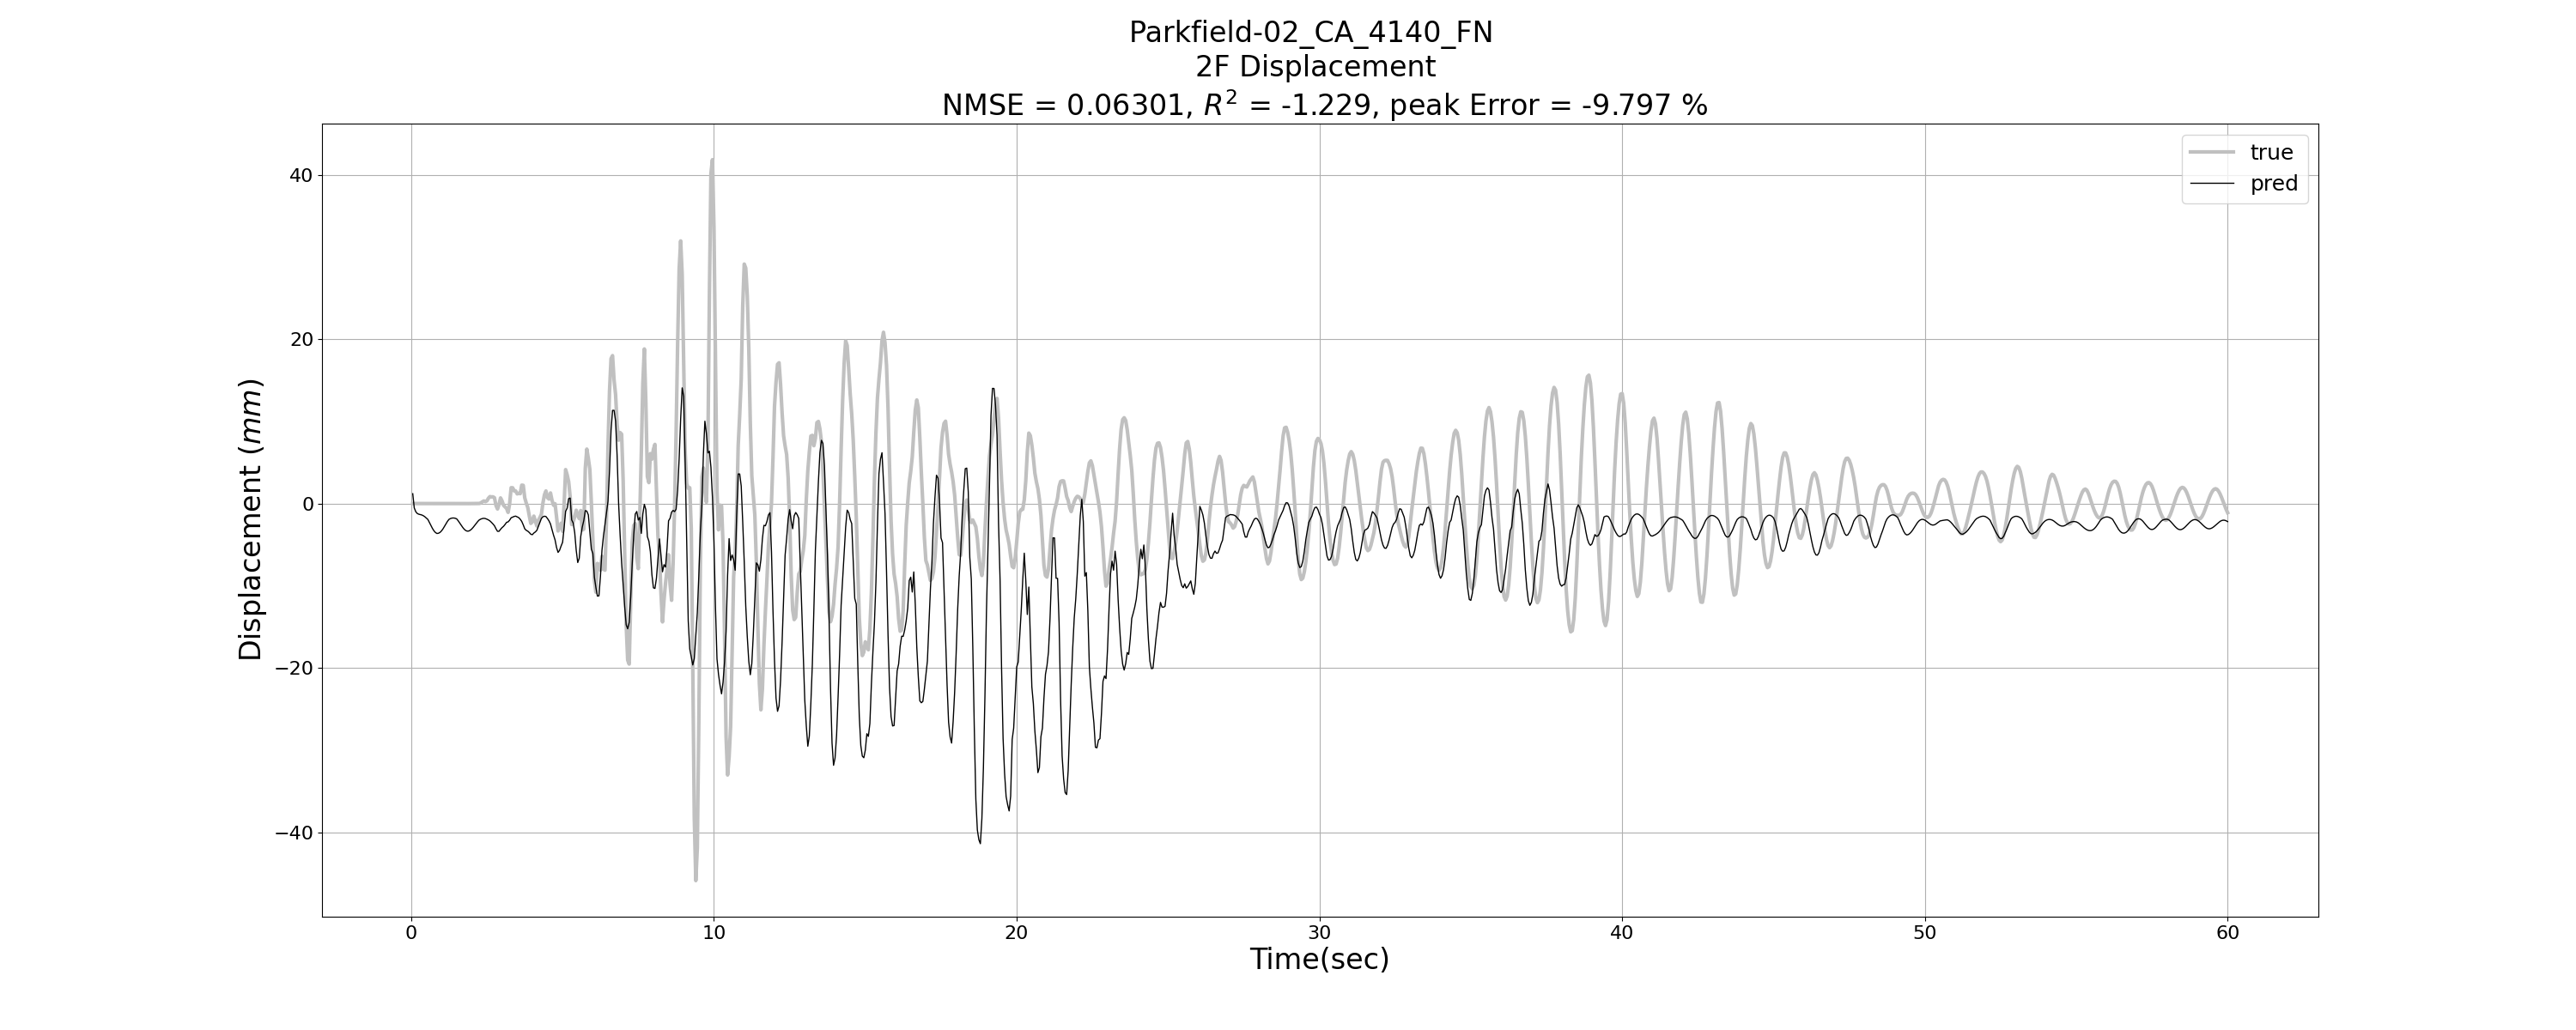 Parkfield-02_CA_4140_FN
2F Displacement
NMSE = 0.06301, R² = -1.229, peak Error = -9.797 %
true
pred
Displacement (mm)
40
20
0
−20
−40
0 10 20 30 40 50 60
Time(sec)